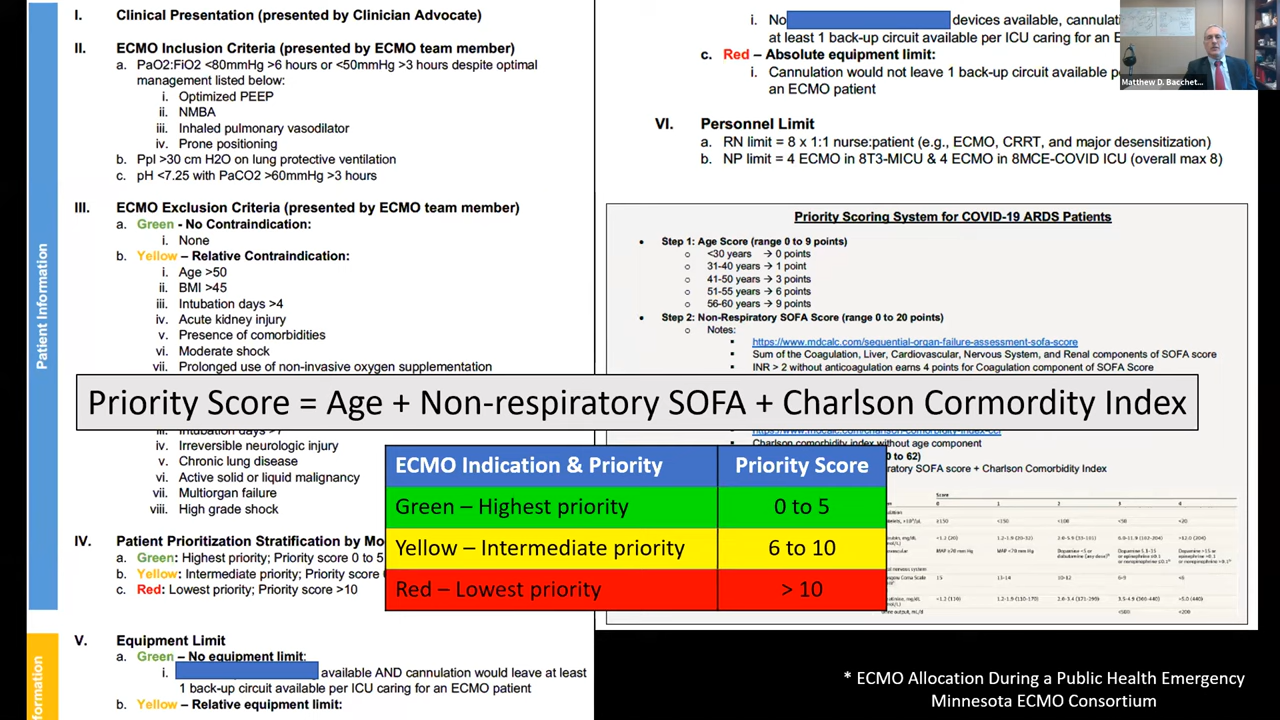 I. Clinical Presentation (presented by Clinician Advocate)
II. ECMO Inclusion Criteria (presented by ECMO team member)
a. PaO2:FiO2 <80mmHg >6 hours or <50mmHg >3 hours despite optimal
management listed below:
i. Optimized PEEP
ii. NMBA
iii. Inhaled pulmonary vasodilator
iv. Prone positioning
b. Ppl >30 cm H2O on lung protective ventilation
c. pH <7.25 with PaCO2 >60mmHg >3 hours
III. ECMO Exclusion Criteria (presented by ECMO team member)
a. Green - No Contraindication:
i. None
b. Yellow – Relative Contraindication:
i. Age >50
ii. BMI >45
iii. Intubation days >4
iv. Acute kidney injury
v. Presence of comorbidities
vi. Moderate shock
vii. Prolonged use of non-invasive oxygen supplementation
iv. Irreversible neurologic injury
v. Chronic lung disease
vi. Active solid or liquid malignancy
vii. Multiorgan failure
viii. High grade shock
IV. Patient Prioritization Stratification by
a. Green: Highest priority; Priority score 0 to 5
b. Yellow: Intermediate priority; Priority score
c. Red: Lowest priority; Priority score >10
V. Equipment Limit
a. Green – No equipment limit:
i. available AND cannulation would leave at least
1 back-up circuit available per ICU caring for an ECMO patient
b. Yellow – Relative equipment limit:
Patient Information
i. No devices available,
at least 1 back-up circuit available per ICU caring for an
c. Red – Absolute equipment limit:
i. Cannulation would not leave 1 back-up circuit available
an ECMO patient
Matthew D. Bacchet...
VI. Personnel Limit
a. RN limit = 8 x 1:1 nurse:patient (e.g., ECMO, CRRT, and major desensitization)
b. NP limit = 4 ECMO in 8T3-MICU & 4 ECMO in 8MCE-COVID ICU (overall max 8)
Priority Scoring System for COVID-19 ARDS Patients
• Step 1: Age Score (range 0 to 9 points)
o <30 years → 0 points
o 31-40 years → 1 point
o 41-50 years → 3 points
o 51-55 years → 6 points
o 56-60 years → 9 points
• Step 2: Non-Respiratory SOFA Score (range 0 to 20 points)
o Notes:
▪ https://www.mdcalc.com/sequential-organ-failure-assessment-sofa-score
▪ Sum of the Coagulation, Liver, Cardiovascular, Nervous System, and Renal components of SOFA score
▪ INR > 2 without anticoagulation earns 4 points for Coagulation component of SOFA Score
Priority Score = Age + Non-respiratory SOFA + Charlson Cormordity Index
Charlson comorbidity index without age component
0 to 62)
SOFA score + Charlson Comorbidity Index
ECMO Indication & Priority Priority Score
Green – Highest priority 0 to 5
Yellow – Intermediate priority 6 to 10
Red – Lowest priority > 10
Score
0 1 2 3 4
* ECMO Allocation During a Public Health Emergency
Minnesota ECMO Consortium